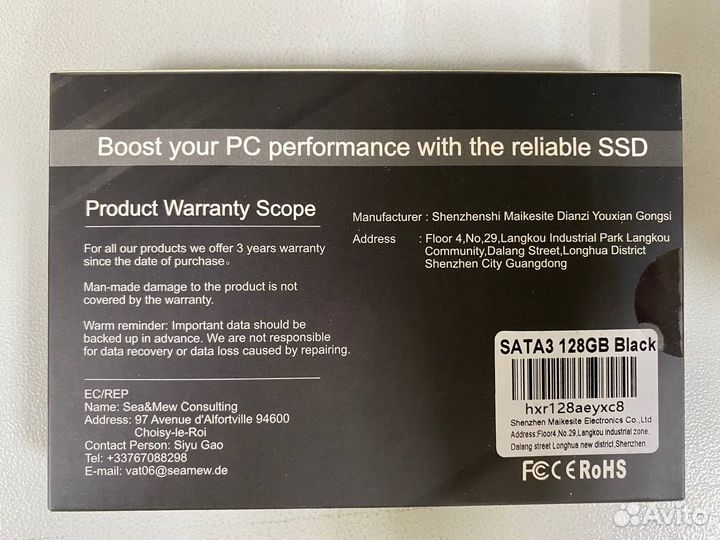 Boost your PC performance with the reliable SSD
Product Warranty Scope
For all our products we offer 3 years warranty
since the date of purchase。
Man-made damage to the product is not
covered by the warranty.
Warm reminder: Important data should be
backed up in advance. We are not responsible
for data recovery or data loss caused by repairing.
EC/REP
Name: Sea&Mew Consulting
Address: 97 Avenue d'Alfortville 94600
Choisy-le-Roi
Contact Person: Siyu Gao
Tel: +33767088298
E-mail: vat06@seamew.de
Manufacturer : Shenzhenshi Maikesite Dianzi Youxian Gongsi
Address : Floor 4,No,29,Langkou Industrial Park Langkou
Community,Dalang Street,Longhua District
Shenzhen City Guangdong
SATA3 128GB Black
hxr128aeyxc8
Shenzhen Maikesite Electronics Co.,Ltd
Address:Floor4,No.29,Langkou industrial zone,
Dalang street Longhua new district,Shenzhen
FCC CE RoHS
Avito